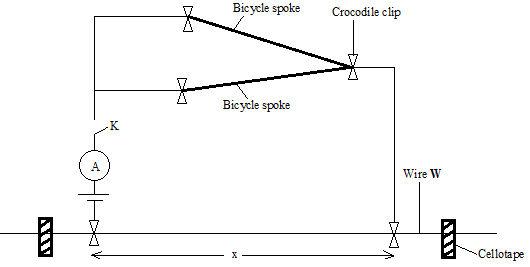 Bicycle spoke
Crocodile clip
Bicycle spoke
K
A
Wire W
x
Cellotape